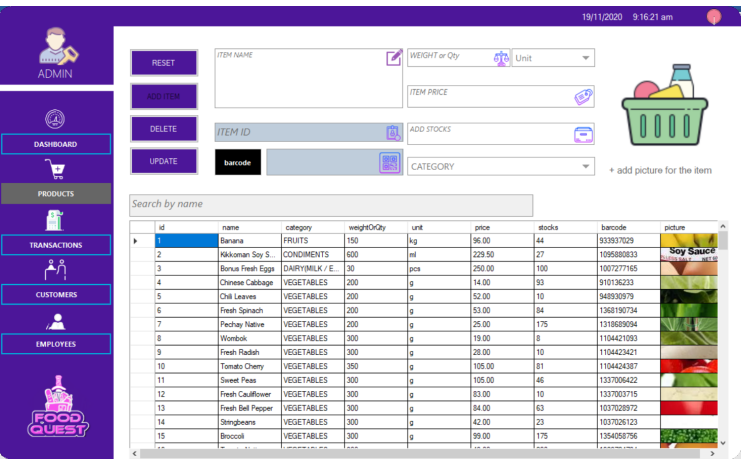 19/11/2020 9:16:21 am
ADMIN
DASHBOARD
PRODUCTS
TRANSACTIONS
CUSTOMERS
EMPLOYEES
FOOD
QUEST
RESET
ADD ITEM
DELETE
UPDATE
ITEM NAME
ITEM ID
barcode
WEIGHT or Qty
Unit
ITEM PRICE
ADD STOCKS
CATEGORY
+ add picture for the item
Search by name
id name category weightOrQty unit price stocks barcode picture
1 Banana FRUITS 150 kg 96.00 44 933937029
2 Kikkoman Soy S... CONDIMENTS 600 ml 229.50 27 1095880833 Soy Sauce
3 Bonus Fresh Eggs DAIRY(MILK / E... 30 pcs 250.00 100 1007277165
4 Chinese Cabbage VEGETABLES 200 g 14.00 93 910136233
5 Chili Leaves VEGETABLES 200 g 52.00 10 948930979
6 Fresh Spinach VEGETABLES 200 g 53.00 84 1368190734
7 Pechay Native VEGETABLES 200 g 25.00 175 1318689094
8 Wombok VEGETABLES 300 g 19.00 8 1104421093
9 Fresh Radish VEGETABLES 300 g 28.00 10 1104423421
10 Tomato Cherry VEGETABLES 350 g 105.00 81 1104424387
11 Sweet Peas VEGETABLES 300 g 105.00 46 1337006422
12 Fresh Cauliflower VEGETABLES 300 g 83.00 10 1337003715
13 Fresh Bell Pepper VEGETABLES 300 g 84.00 63 1037028972
14 Stringbeans VEGETABLES 300 g 42.00 23 1037026123
15 Broccoli VEGETABLES 300 g 99.00 175 1354058756